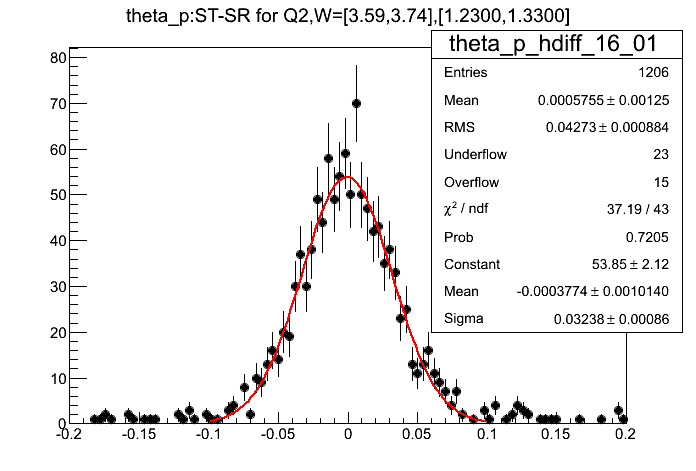 theta_p:ST-SR for Q2,W=[3.59,3.74],[1.2300,1.3300]
theta_p_hdiff_16_01
Entries 1206
Mean 0.0005755 ± 0.00125
RMS 0.04273 ± 0.000884
Underflow 23
Overflow 15
χ² / ndf 37.19 / 43
Prob 0.7205
Constant 53.85 ± 2.12
Mean -0.0003774 ± 0.0010140
Sigma 0.03238 ± 0.00086
80
70
60
50
40
30
20
10
0
-0.2 -0.15 -0.1 -0.05 0 0.05 0.1 0.15 0.2